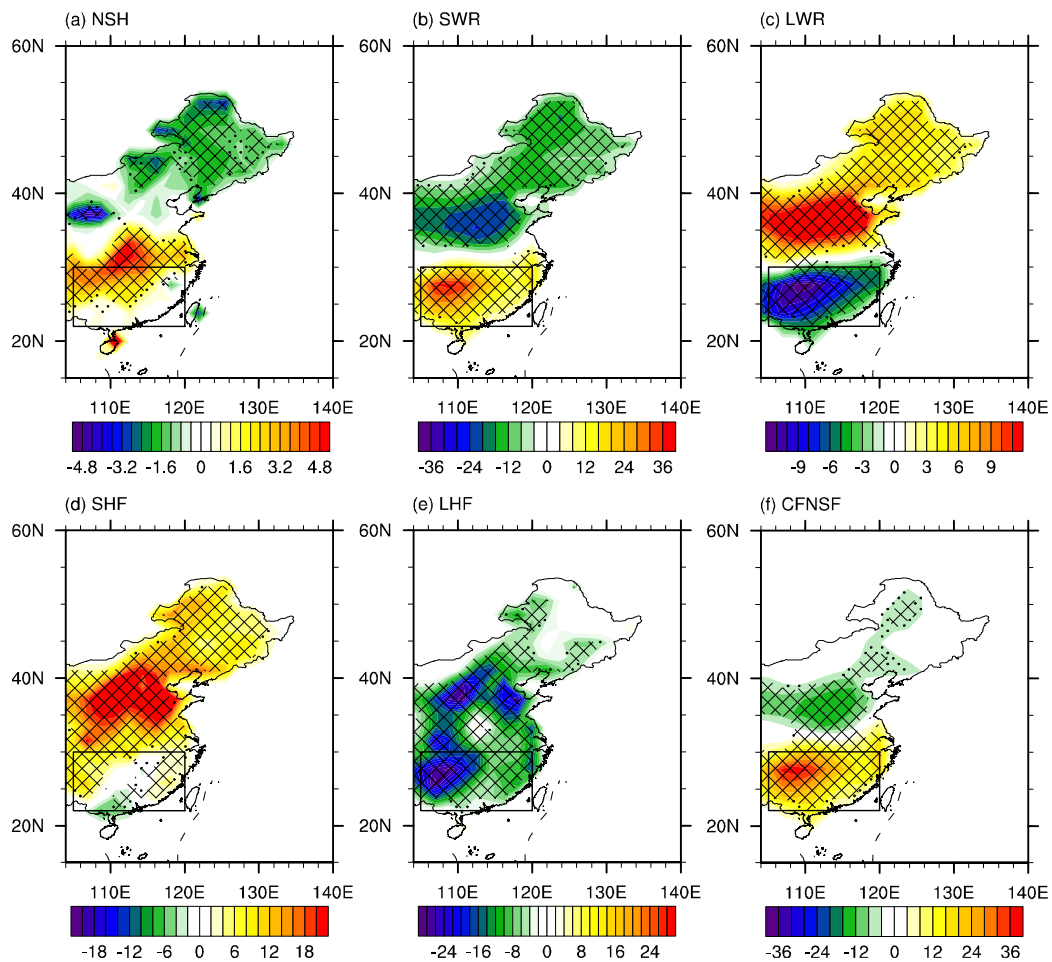 (a) NSH
(b) SWR
(c) LWR
60N
60N
60N
40N
40N
40N
20N
20N
20N
110E 120E 130E 140E
110E 120E 130E 140E
110E 120E 130E 140E
-4.8 -3.2 -1.6 0 1.6 3.2 4.8
-36 -24 -12 0 12 24 36
-9 -6 -3 0 3 6 9
(d) SHF
(e) LHF
(f) CFNSF
60N
60N
60N
40N
40N
40N
20N
20N
20N
110E 120E 130E 140E
110E 120E 130E 140E
110E 120E 130E 140E
-18 -12 -6 0 6 12 18
-24 -16 -8 0 8 16 24
-36 -24 -12 0 12 24 36